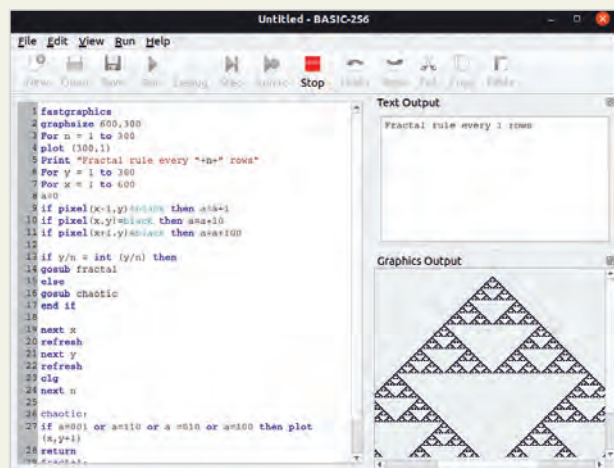 Untitled - BASIC-256
File Edit View Run Help
Stop
1 fastgraphics
2 graphsize 600,300
3 For n = 1 to 300
4 plot (300,1)
5 Print "Fractal rule every "+n+" rows"
6 For y = 1 to 300
7 For x = 1 to 600
8 a=0
9 if pixel(x-1,y)=black then a=a+1
10 if pixel(x,y)=black then a=a+10
11 if pixel(x+1,y)=black then a=a+100
12
13 if y/n = int (y/n) then
14 gosub fractal
15 else
16 gosub chaotic
17 end if
18
19 next x
20 refresh
21 next y
22 refresh
23 clg
24 next n
25
26 chaotic:
27 if a=001 or a=110 or a =010 or a=100 then plot
(x,y+1)
28 return
29 fractal:
Text Output
Fractal rule every 1 rows
Graphics Output